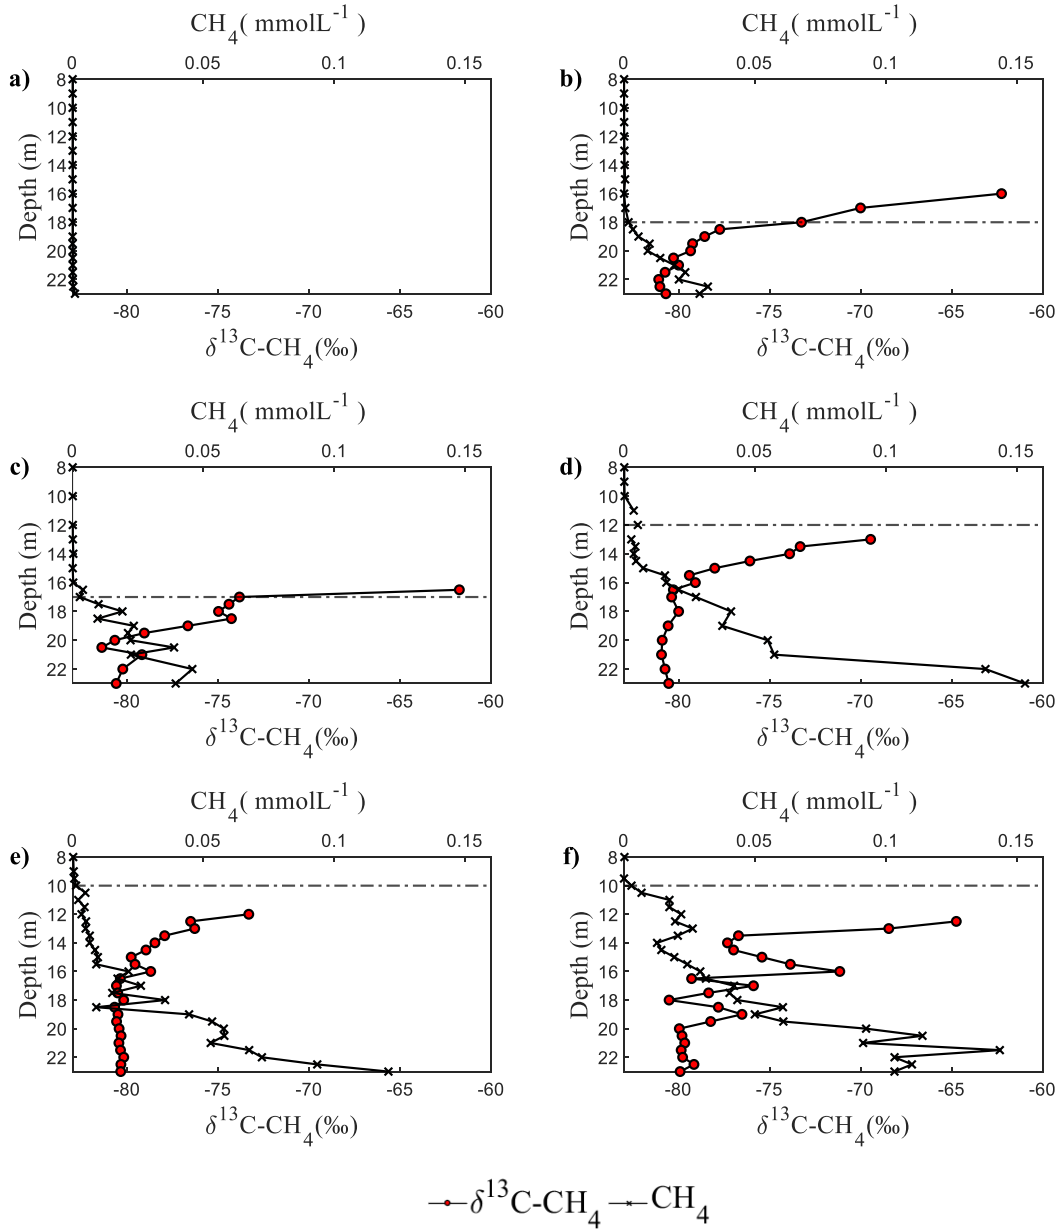 CH4( mmolL-1 ) CH4( mmolL-1 )
0 0.05 0.1 0.15 0 0.05 0.1 0.15
a) b)
8 8
10 10
12 12
14 14
16 16
18 18
20 20
22 22
Depth (m) Depth (m)
-80 -75 -70 -65 -60 -80 -75 -70 -65 -60
δ13C-CH4(‰) δ13C-CH4(‰)
CH4( mmolL-1 ) CH4( mmolL-1 )
0 0.05 0.1 0.15 0 0.05 0.1 0.15
c) d)
8 8
10 10
12 12
14 14
16 16
18 18
20 20
22 22
Depth (m) Depth (m)
-80 -75 -70 -65 -60 -80 -75 -70 -65 -60
δ13C-CH4(‰) δ13C-CH4(‰)
CH4( mmolL-1 ) CH4( mmolL-1 )
0 0.05 0.1 0.15 0 0.05 0.1 0.15
e) f)
8 8
10 10
12 12
14 14
16 16
18 18
20 20
22 22
Depth (m) Depth (m)
-80 -75 -70 -65 -60 -80 -75 -70 -65 -60
δ13C-CH4(‰) δ13C-CH4(‰)
δ13C-CH4 CH4